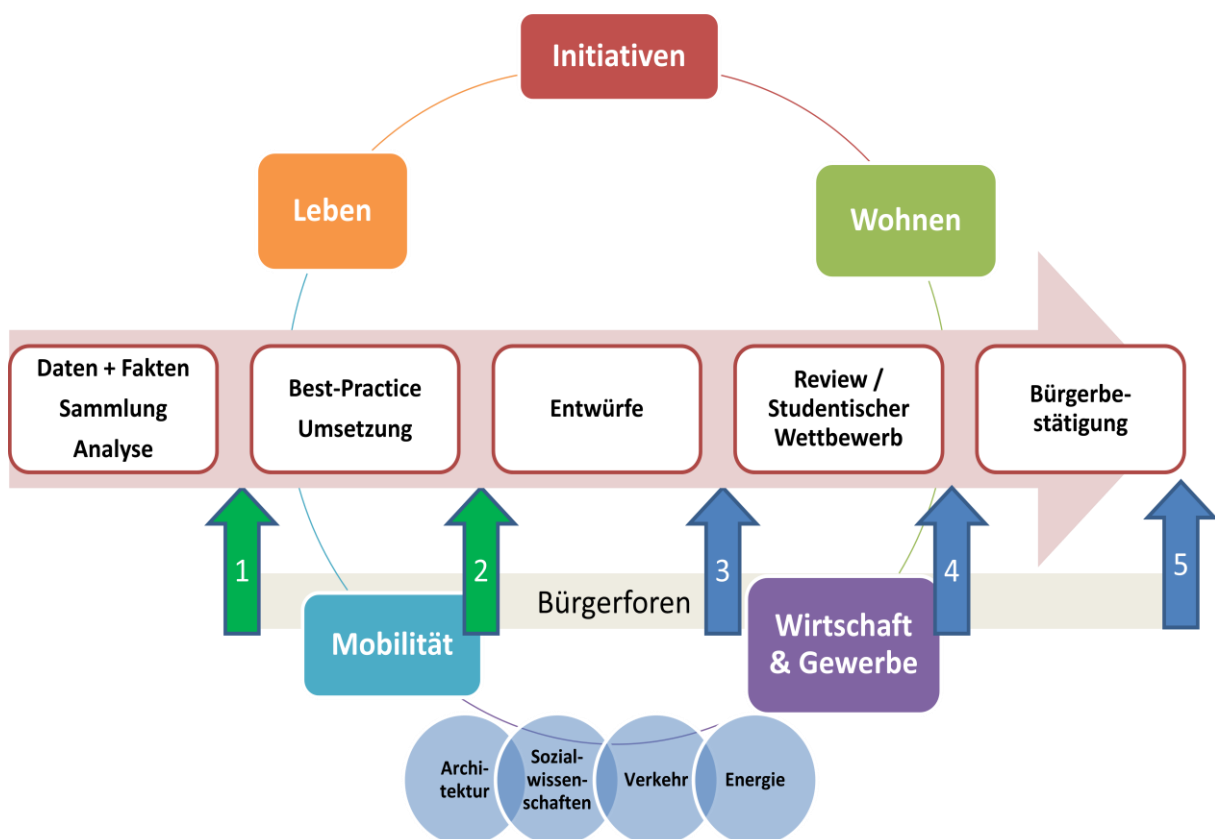 Initiativen
Leben
Wohnen
Daten + Fakten
Sammlung
Analyse
Best-Practice
Umsetzung
Entwürfe
Review /
Studentischer
Wettbewerb
Bürgerbe-
stätigung
1
2
3
4
5
Bürgerforen
Mobilität
Wirtschaft
& Gewerbe
Archi-
tektur
Sozial-
wissen-
schaften
Verkehr
Energie